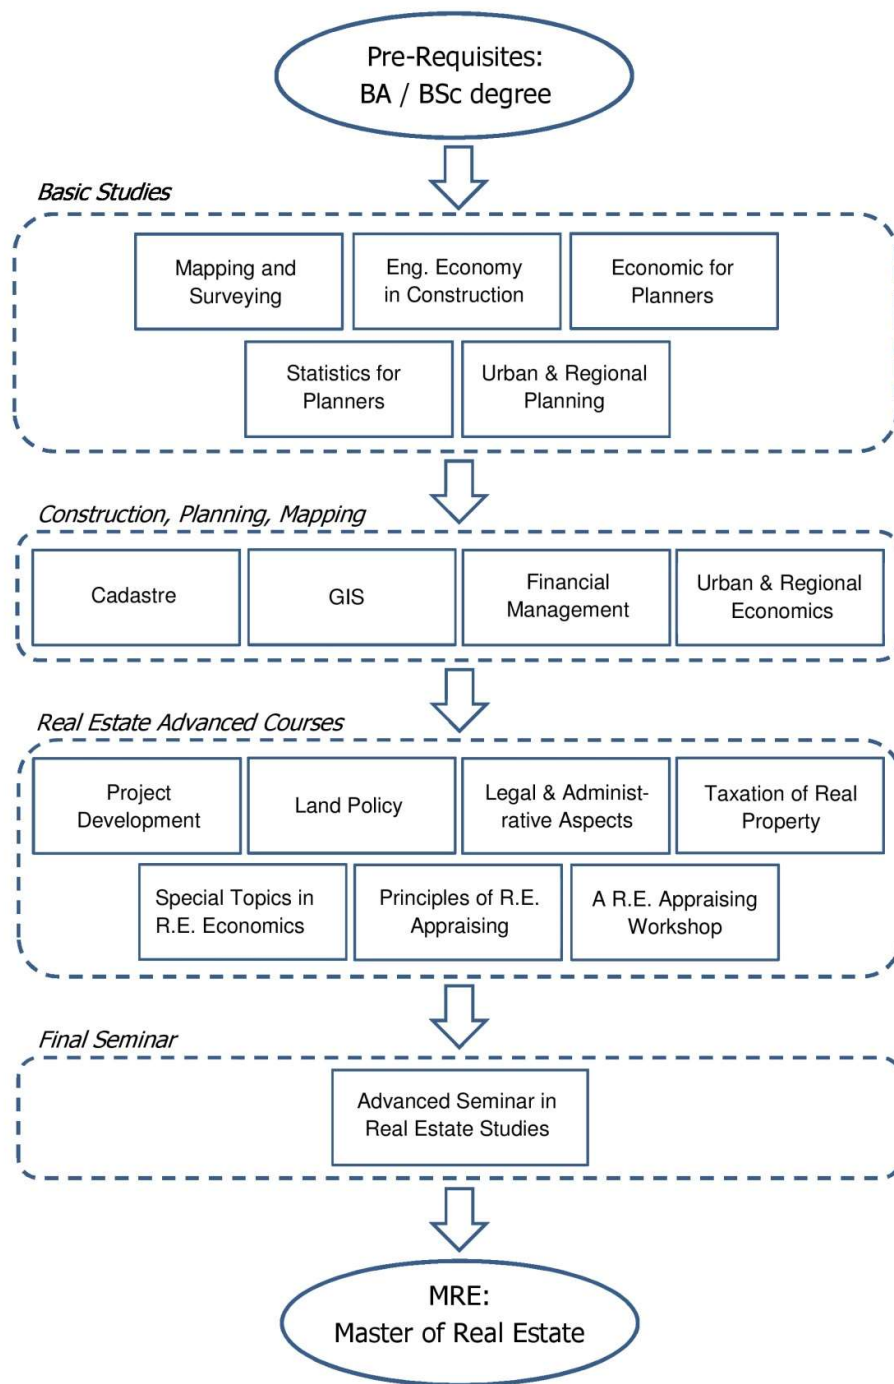 Pre-Requisites:
BA / BSc degree
Basic Studies
Mapping and
Surveying
Eng. Economy
in Construction
Economic for
Planners
Statistics for
Planners
Urban & Regional
Planning
Construction, Planning, Mapping
Cadastre
GIS
Financial
Management
Urban & Regional
Economics
Real Estate Advanced Courses
Project
Development
Land Policy
Legal & Administ-
rative Aspects
Taxation of Real
Property
Special Topics in
R.E. Economics
Principles of R.E.
Appraising
A R.E. Appraising
Workshop
Final Seminar
Advanced Seminar in
Real Estate Studies
MRE:
Master of Real Estate